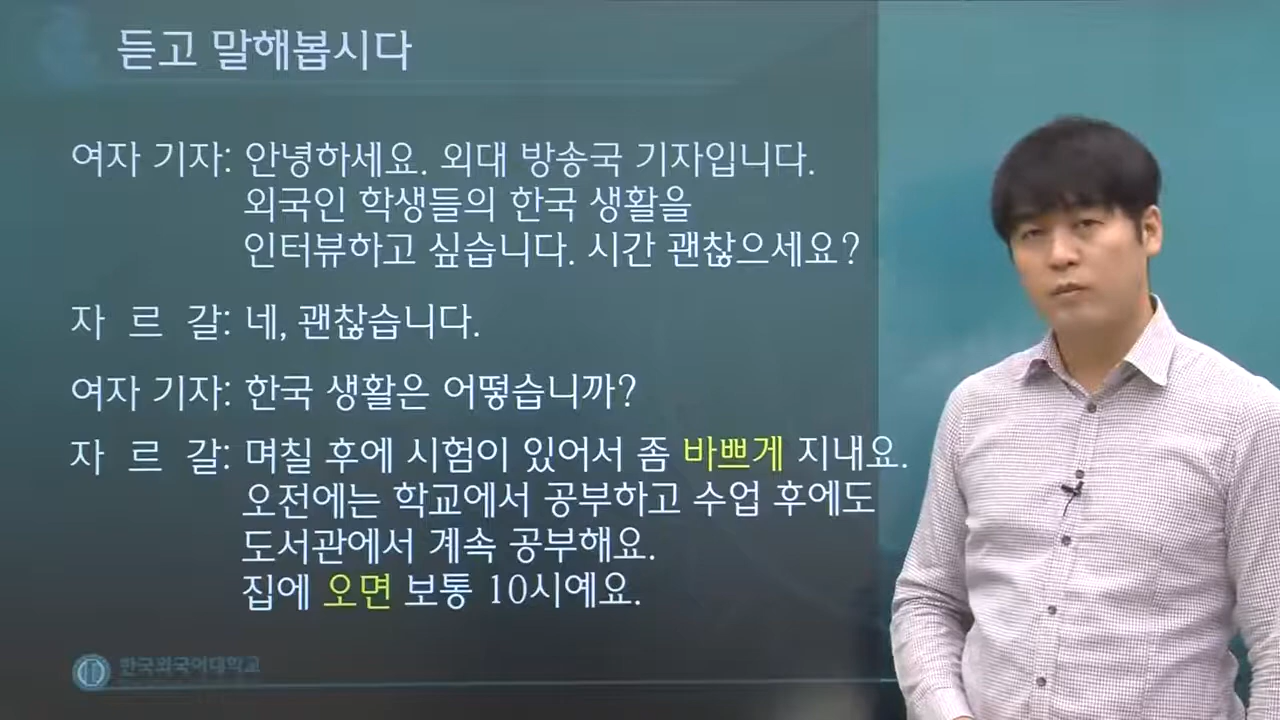 듣고 말해봅시다
여자 기자: 안녕하세요. 외대 방송국 기자입니다.
외국인 학생들의 한국 생활을
인터뷰하고 싶습니다. 시간 괜찮으세요?
자 르 갈: 네, 괜찮습니다.
여자 기자: 한국 생활은 어떻습니까?
자 르 갈: 며칠 후에 시험이 있어서 좀 바쁘게 지내요.
오전에는 학교에서 공부하고 수업 후에도
도서관에서 계속 공부해요.
집에 오면 보통 10시예요.
한국외국어대학교